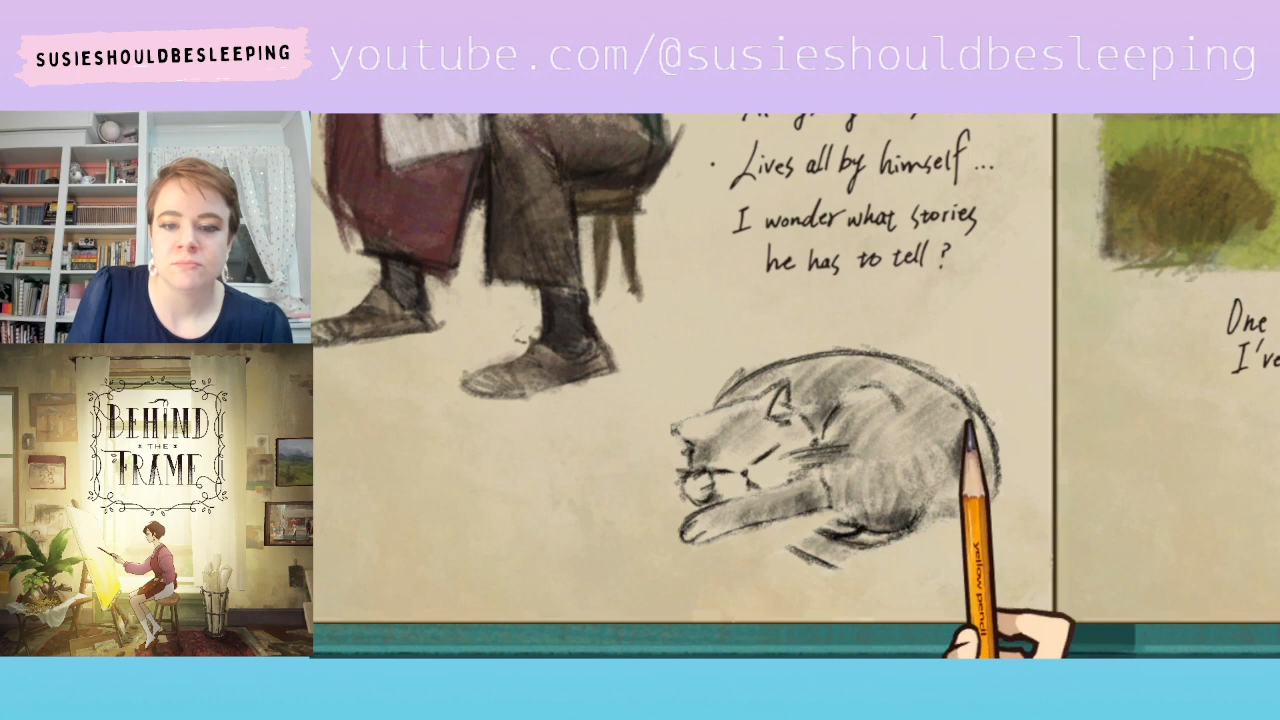 SUSIESHOULDBESLEEPING
youtube.com/@susieshouldbesleeping
· Lives all by himself...
I wonder what stories
he has to tell?
One
I've
BEHIND
· THE ·
FRAME
yellow pencil